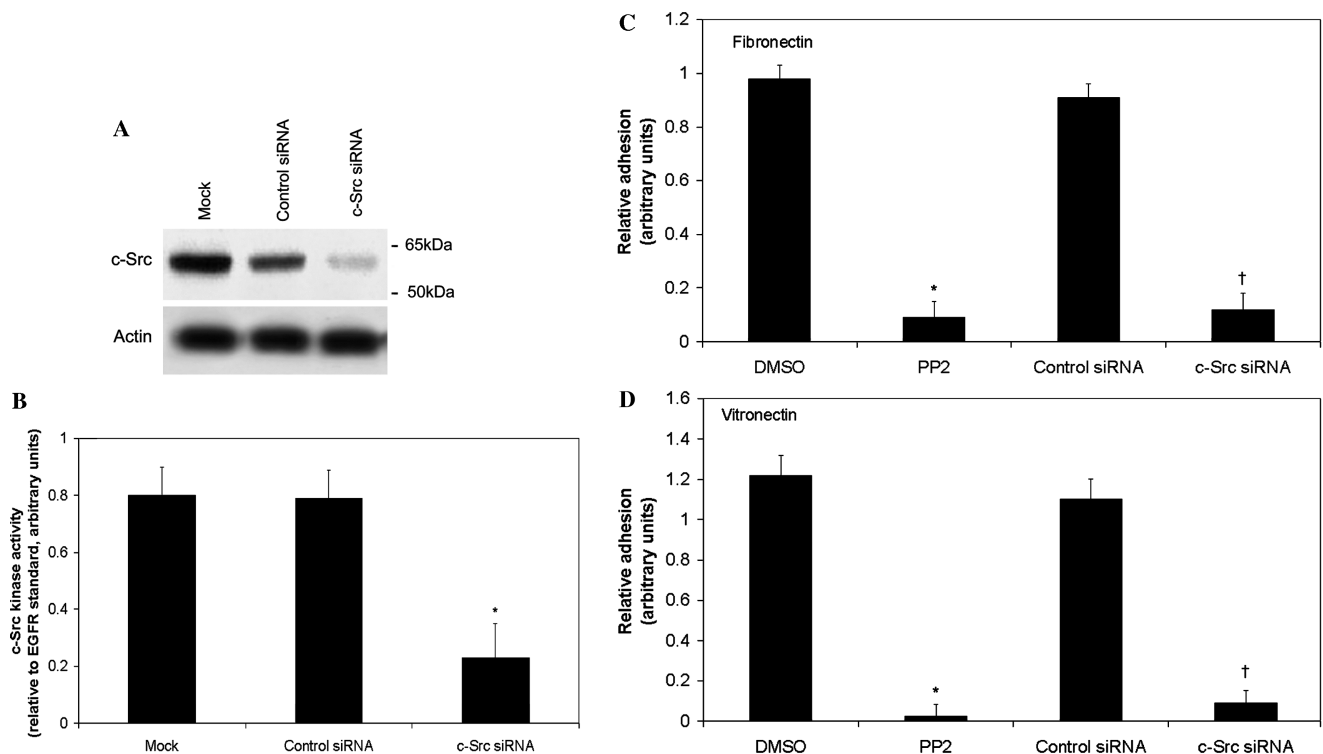 A
Mock
Control siRNA
c-Src siRNA
c-Src
- 65kDa
- 50kDa
Actin
B
c-Src kinase activity
(relative to EGFR standard, arbitrary units)
1
0.8
0.6
0.4
0.2
0
*
Mock
Control siRNA
c-Src siRNA
C
Fibronectin
Relative adhesion
(arbitrary units)
1.2
1
0.8
0.6
0.4
0.2
0
*
†
DMSO
PP2
Control siRNA
c-Src siRNA
D
Vitronectin
Relative adhesion
(arbitrary units)
1.6
1.4
1.2
1
0.8
0.6
0.4
0.2
0
*
†
DMSO
PP2
Control siRNA
c-Src siRNA